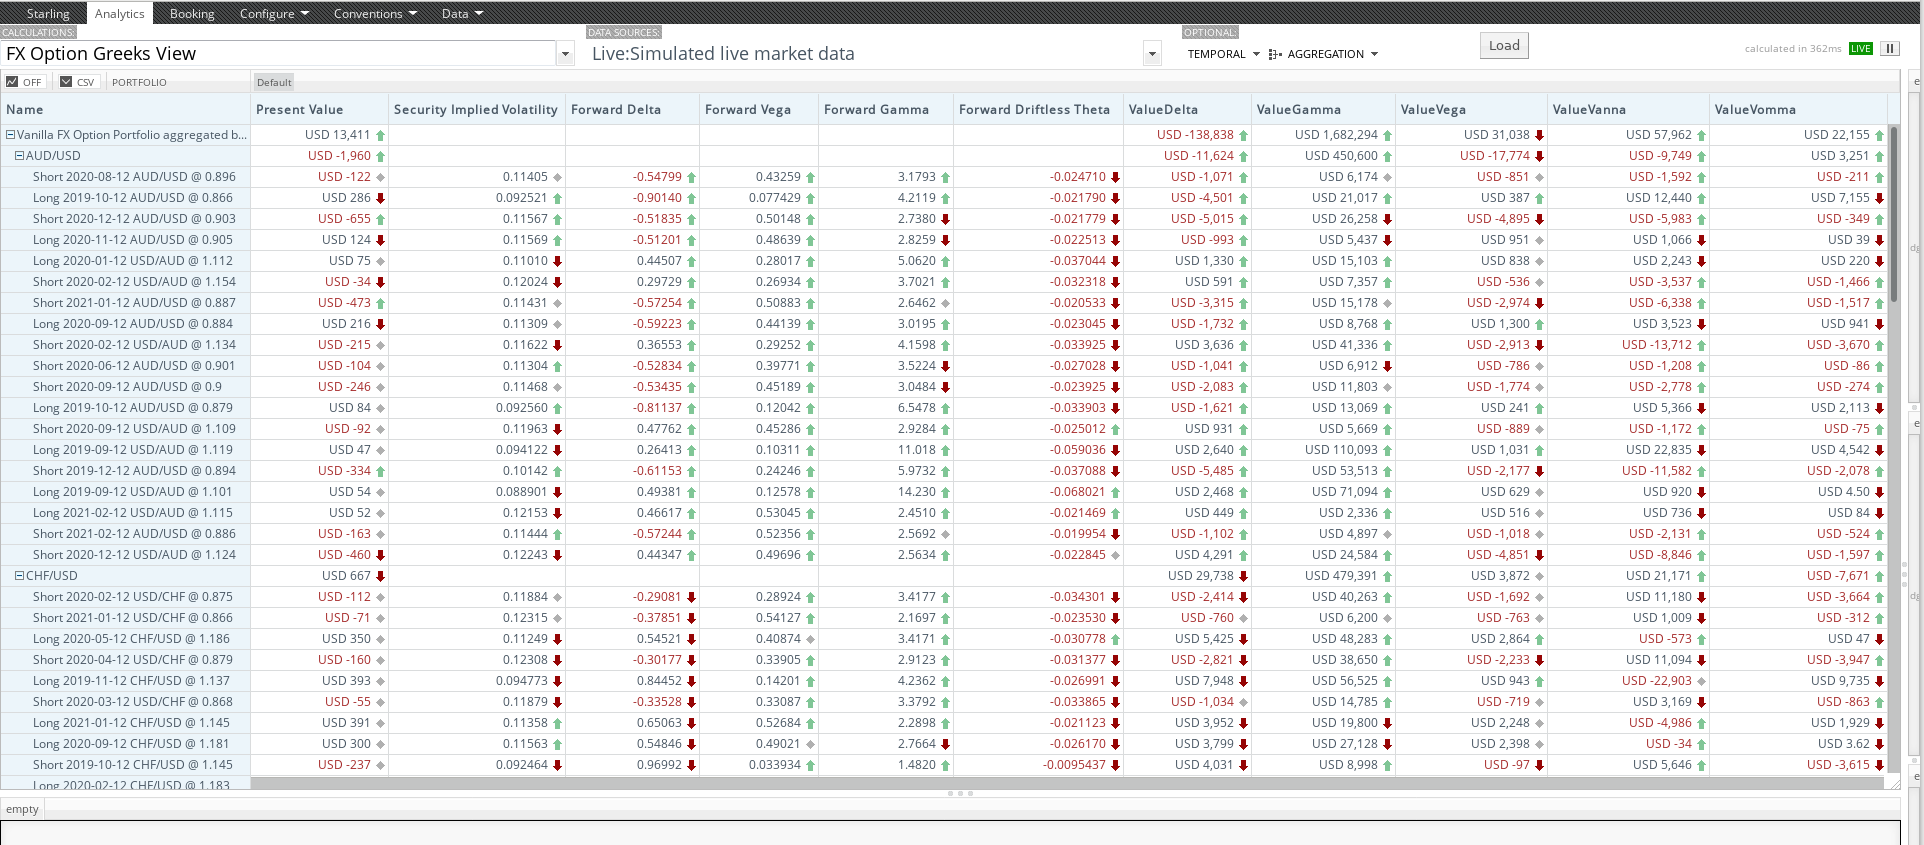 Starling Analytics Booking Configure Conventions Data
CALCULATIONS: DATA SOURCES: OPTIONAL:
FX Option Greeks View Live:Simulated live market data TEMPORAL AGGREGATION Load calculated in 362ms LIVE
OFF CSV PORTFOLIO Default
Name Present Value Security Implied Volatility Forward Delta Forward Vega Forward Gamma Forward Driftless Theta ValueDelta ValueGamma ValueVega ValueVanna ValueVomma
Vanilla FX Option Portfolio aggregated b... USD 13,411 USD -138,838 USD 1,682,294 USD 31,038 USD 57,962 USD 22,155
AUD/USD USD -1,960 USD -11,624 USD 450,600 USD -17,774 USD -9,749 USD 3,251
Short 2020-08-12 AUD/USD @ 0.896 USD -122 0.11405 -0.54799 0.43259 3.1793 -0.024710 USD -1,071 USD 6,174 USD -851 USD -1,592 USD -211
Long 2019-10-12 AUD/USD @ 0.866 USD 286 0.092521 -0.90140 0.077429 4.2119 -0.021790 USD -4,501 USD 21,017 USD 387 USD 12,440 USD 7,155
Short 2020-12-12 AUD/USD @ 0.903 USD -655 0.11567 -0.51835 0.50148 2.7380 -0.021779 USD -5,015 USD 26,258 USD -4,895 USD -5,983 USD -349
Long 2020-11-12 AUD/USD @ 0.905 USD 124 0.11569 -0.51201 0.48639 2.8259 -0.022513 USD -993 USD 5,437 USD 951 USD 1,066 USD 39
Long 2020-01-12 USD/AUD @ 1.112 USD 75 0.11010 0.44507 0.28017 5.0620 -0.037044 USD 1,330 USD 15,103 USD 838 USD 2,243 USD 220
Short 2020-02-12 USD/AUD @ 1.154 USD -34 0.12024 0.29729 0.26934 3.7021 -0.032318 USD 591 USD 7,357 USD -536 USD -3,537 USD -1,466
Short 2021-01-12 AUD/USD @ 0.887 USD -473 0.11431 -0.57254 0.50883 2.6462 -0.020533 USD -3,315 USD 15,178 USD -2,974 USD -6,338 USD -1,517
Long 2020-09-12 AUD/USD @ 0.884 USD 216 0.11309 -0.59223 0.44139 3.0195 -0.023045 USD -1,732 USD 8,768 USD 1,300 USD 3,523 USD 941
Short 2020-02-12 USD/AUD @ 1.134 USD -215 0.11622 0.36553 0.29252 4.1598 -0.033925 USD 3,636 USD 41,336 USD -2,913 USD -13,712 USD -3,670
Short 2020-06-12 AUD/USD @ 0.901 USD -104 0.11304 -0.52834 0.39771 3.5224 -0.027028 USD -1,041 USD 6,912 USD -786 USD -1,208 USD -86
Short 2020-09-12 AUD/USD @ 0.9 USD -246 0.11468 -0.53435 0.45189 3.0484 -0.023925 USD -2,083 USD 11,803 USD -1,774 USD -2,778 USD -274
Long 2019-10-12 AUD/USD @ 0.879 USD 84 0.092560 -0.81137 0.12042 6.5478 -0.033903 USD -1,621 USD 13,069 USD 241 USD 5,366 USD 2,113
Short 2020-09-12 USD/AUD @ 1.109 USD -92 0.11963 0.47762 0.45286 2.9284 -0.025012 USD 931 USD 5,669 USD -889 USD -1,172 USD -75
Long 2019-09-12 USD/AUD @ 1.119 USD 47 0.094122 0.26413 0.10311 11.018 -0.059036 USD 2,640 USD 110,093 USD 1,031 USD 22,835 USD 4,542
Short 2019-12-12 AUD/USD @ 0.894 USD -334 0.10142 -0.61153 0.24246 5.9732 -0.037088 USD -5,485 USD 53,513 USD -2,177 USD -11,582 USD -2,078
Long 2019-09-12 USD/AUD @ 1.101 USD 54 0.088901 0.49381 0.12578 14.230 -0.068021 USD 2,468 USD 71,094 USD 629 USD 920 USD 4.50
Long 2021-02-12 USD/AUD @ 1.115 USD 52 0.12153 0.46617 0.53045 2.4510 -0.021469 USD 449 USD 2,336 USD 516 USD 736 USD 84
Short 2021-02-12 AUD/USD @ 0.886 USD -163 0.11444 -0.57244 0.52356 2.5692 -0.019954 USD -1,102 USD 4,897 USD -1,018 USD -2,131 USD -524
Short 2020-12-12 USD/AUD @ 1.124 USD -460 0.12243 0.44347 0.49696 2.5634 -0.022845 USD 4,291 USD 24,584 USD -4,851 USD -8,846 USD -1,597
CHF/USD USD 667 USD 29,738 USD 479,391 USD 3,872 USD 21,171 USD -7,671
Short 2020-02-12 USD/CHF @ 0.875 USD -112 0.11884 -0.29081 0.28924 3.4177 -0.034301 USD -2,414 USD 40,263 USD -1,692 USD 11,180 USD -3,664
Short 2021-01-12 USD/CHF @ 0.866 USD -71 0.12315 -0.37851 0.54127 2.1697 -0.023530 USD -760 USD 6,200 USD -763 USD 1,009 USD -312
Long 2020-05-12 CHF/USD @ 1.186 USD 350 0.11249 0.54521 0.40874 3.4171 -0.030778 USD 5,425 USD 48,283 USD 2,864 USD -573 USD 47
Short 2020-04-12 USD/CHF @ 0.879 USD -160 0.12308 -0.30177 0.33905 2.9123 -0.031377 USD -2,821 USD 38,650 USD -2,233 USD 11,094 USD -3,947
Long 2019-11-12 CHF/USD @ 1.137 USD 393 0.094773 0.84452 0.14201 4.2362 -0.026991 USD 7,948 USD 56,525 USD 943 USD -22,903 USD 9,735
Short 2020-03-12 USD/CHF @ 0.868 USD -55 0.11879 -0.33528 0.33087 3.3792 -0.033865 USD -1,034 USD 14,785 USD -719 USD 3,169 USD -863
Long 2021-01-12 CHF/USD @ 1.145 USD 391 0.11358 0.65063 0.52684 2.2898 -0.021123 USD 3,952 USD 19,800 USD 2,248 USD -4,986 USD 1,929
Long 2020-09-12 CHF/USD @ 1.181 USD 300 0.11563 0.54846 0.49021 2.7664 -0.026170 USD 3,799 USD 27,128 USD 2,398 USD -34 USD 3.62
Short 2019-10-12 CHF/USD @ 1.145 USD -237 0.092464 0.96992 0.033934 1.4820 -0.0095437 USD 4,031 USD 8,998 USD -97 USD 5,646 USD -3,615
Long 2020-02-12 CHF/USD @ 1.183
empty